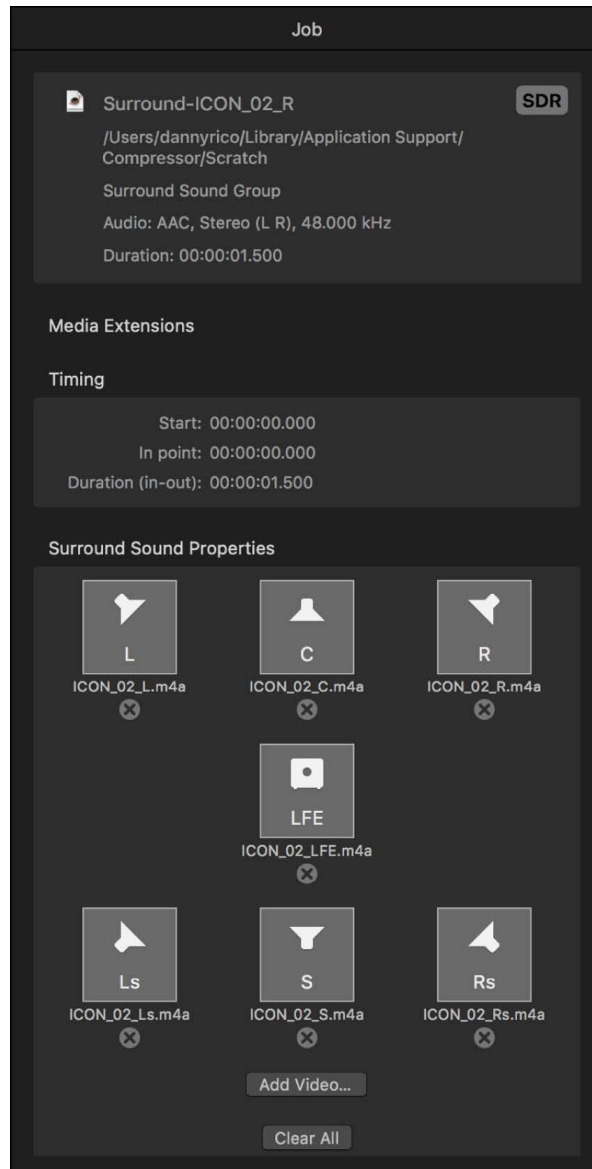 Job
Surround-ICON_02_R
SDR
/Users/dannyrico/Library/Application Support/
Compressor/Scratch
Surround Sound Group
Audio: AAC, Stereo (L R), 48.000 kHz
Duration: 00:00:01.500
Media Extensions
Timing
Start: 00:00:00.000
In point: 00:00:00.000
Duration (in-out): 00:00:01.500
Surround Sound Properties
L C R
ICON_02_L.m4a ICON_02_C.m4a ICON_02_R.m4a
LFE
ICON_02_LFE.m4a
Ls S Rs
ICON_02_Ls.m4a ICON_02_S.m4a ICON_02_Rs.m4a
Add Video...
Clear All